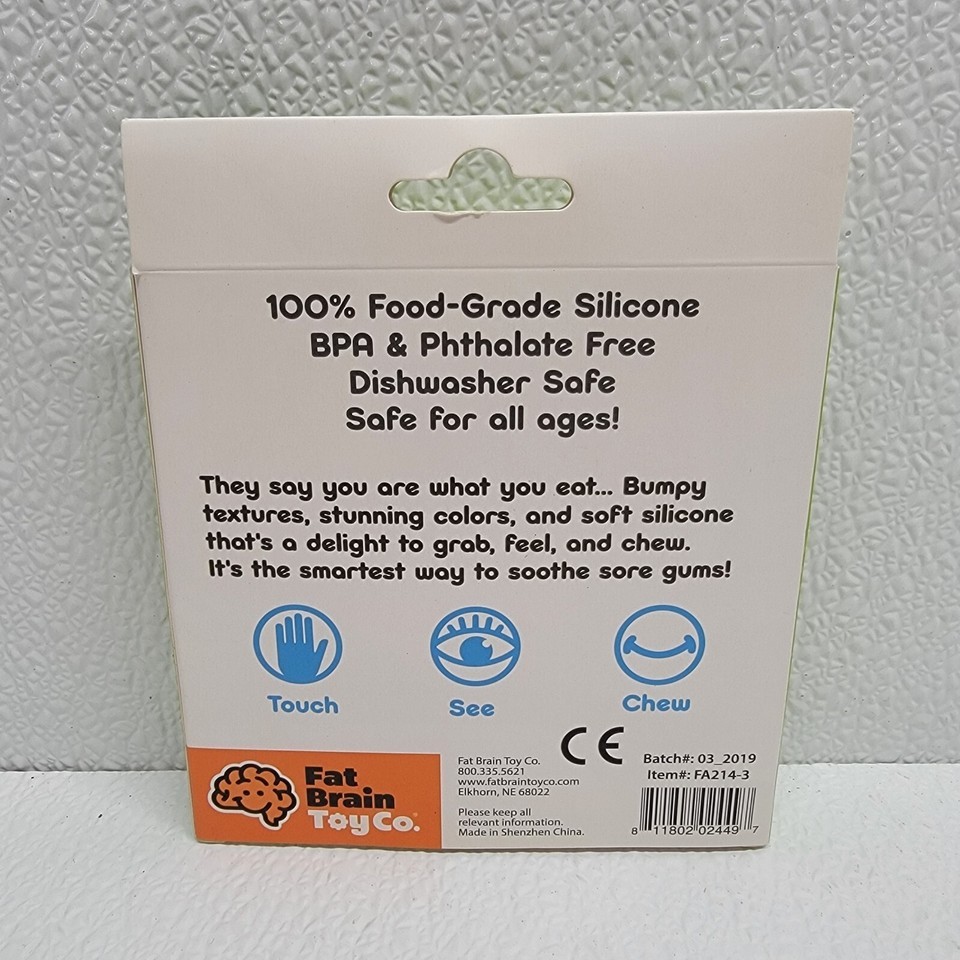 100% Food-Grade Silicone
BPA & Phthalate Free
Dishwasher Safe
Safe for all ages!
They say you are what you eat... Bumpy
textures, stunning colors, and soft silicone
that's a delight to grab, feel, and chew.
It's the smartest way to soothe sore gums!
Touch
See
Chew
CE
Fat
Brain
Toy Co.
Fat Brain Toy Co.
800.335.5621
www.fatbraintoyco.com
Elkhorn, NE 68022
Please keep all
relevant information.
Made in Shenzhen China.
Batch#: 03_2019
Item#: FA214-3
8 11802 02449 7